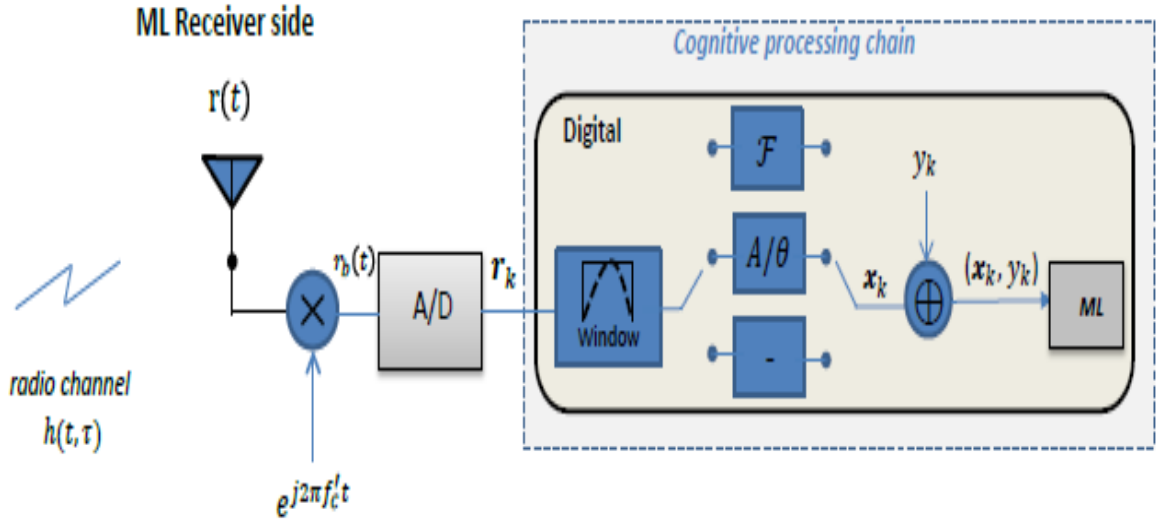 ML Receiver side
Cognitive processing chain
r(t)
Digital
ℱ
y_k
r_b(t)
r_k
A/θ
x_k
(x_k, y_k)
A/D
ML
Window
-
radio channel
h(t, τ)
e^{j2πf_c't}